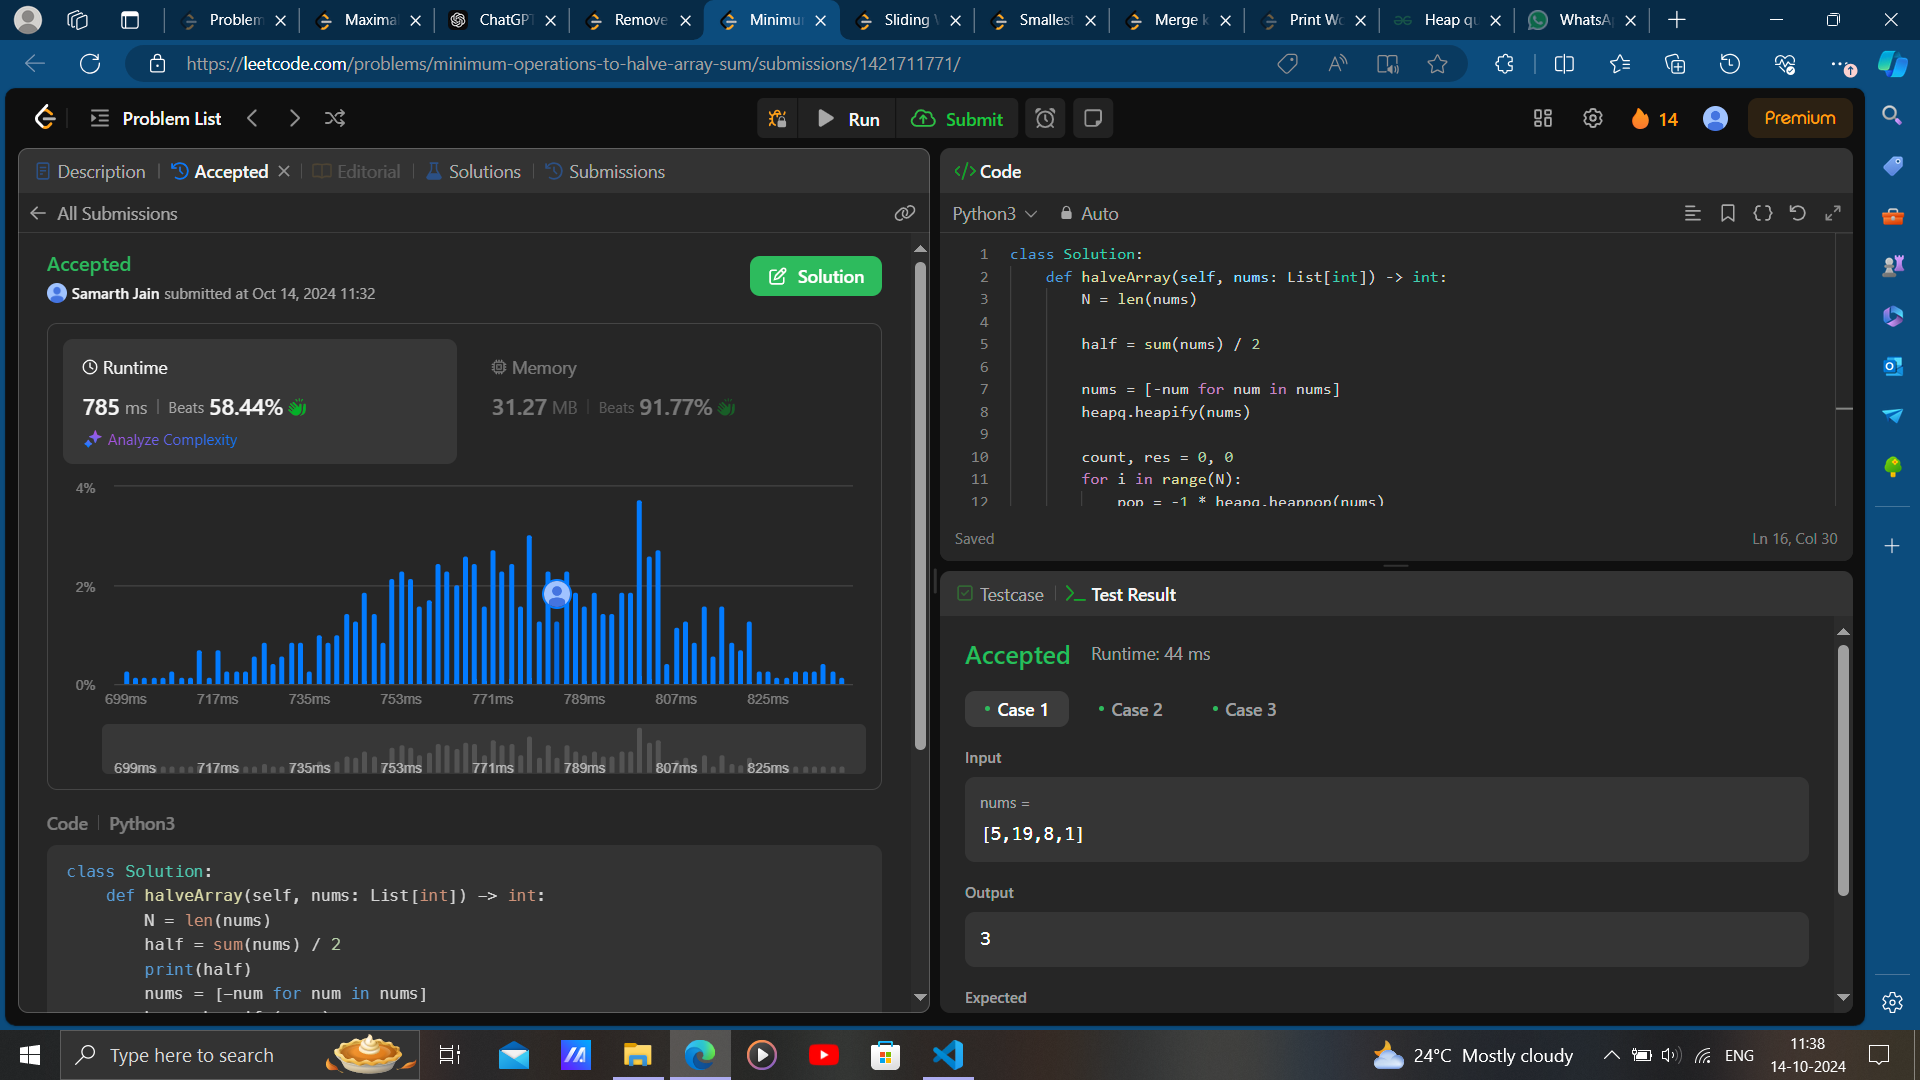 Problem
Maximal
ChatGPT
Remove
Minimu
Sliding
Smallest
Merge k
Print Wo
Heap qu
WhatsA
https://leetcode.com/problems/minimum-operations-to-halve-array-sum/submissions/1421711771/
Problem List
Run
Submit
14
Premium
Description
Accepted
Editorial
Solutions
Submissions
All Submissions
Accepted
Samarth Jain submitted at Oct 14, 2024 11:32
Solution
Runtime
785 ms
Beats 58.44%
Analyze Complexity
Memory
31.27 MB
Beats 91.77%
4%
2%
0%
699ms 717ms 735ms 753ms 771ms 789ms 807ms 825ms
699ms 717ms 735ms 753ms 771ms 789ms 807ms 825ms
Code
Python3
class Solution:
    def halveArray(self, nums: List[int]) -> int:
        N = len(nums)
        half = sum(nums) / 2
        print(half)
        nums = [-num for num in nums]
</> Code
Python3
Auto
1 class Solution:
2     def halveArray(self, nums: List[int]) -> int:
3         N = len(nums)
4
5         half = sum(nums) / 2
6
7         nums = [-num for num in nums]
8         heapq.heapify(nums)
9
10         count, res = 0, 0
11         for i in range(N):
12             pop = -1 * heapq.heappop(nums)
Saved
Ln 16, Col 30
Testcase
Test Result
Accepted
Runtime: 44 ms
Case 1
Case 2
Case 3
Input
nums =
[5,19,8,1]
Output
3
Expected
Type here to search
24°C Mostly cloudy
ENG
11:38
14-10-2024